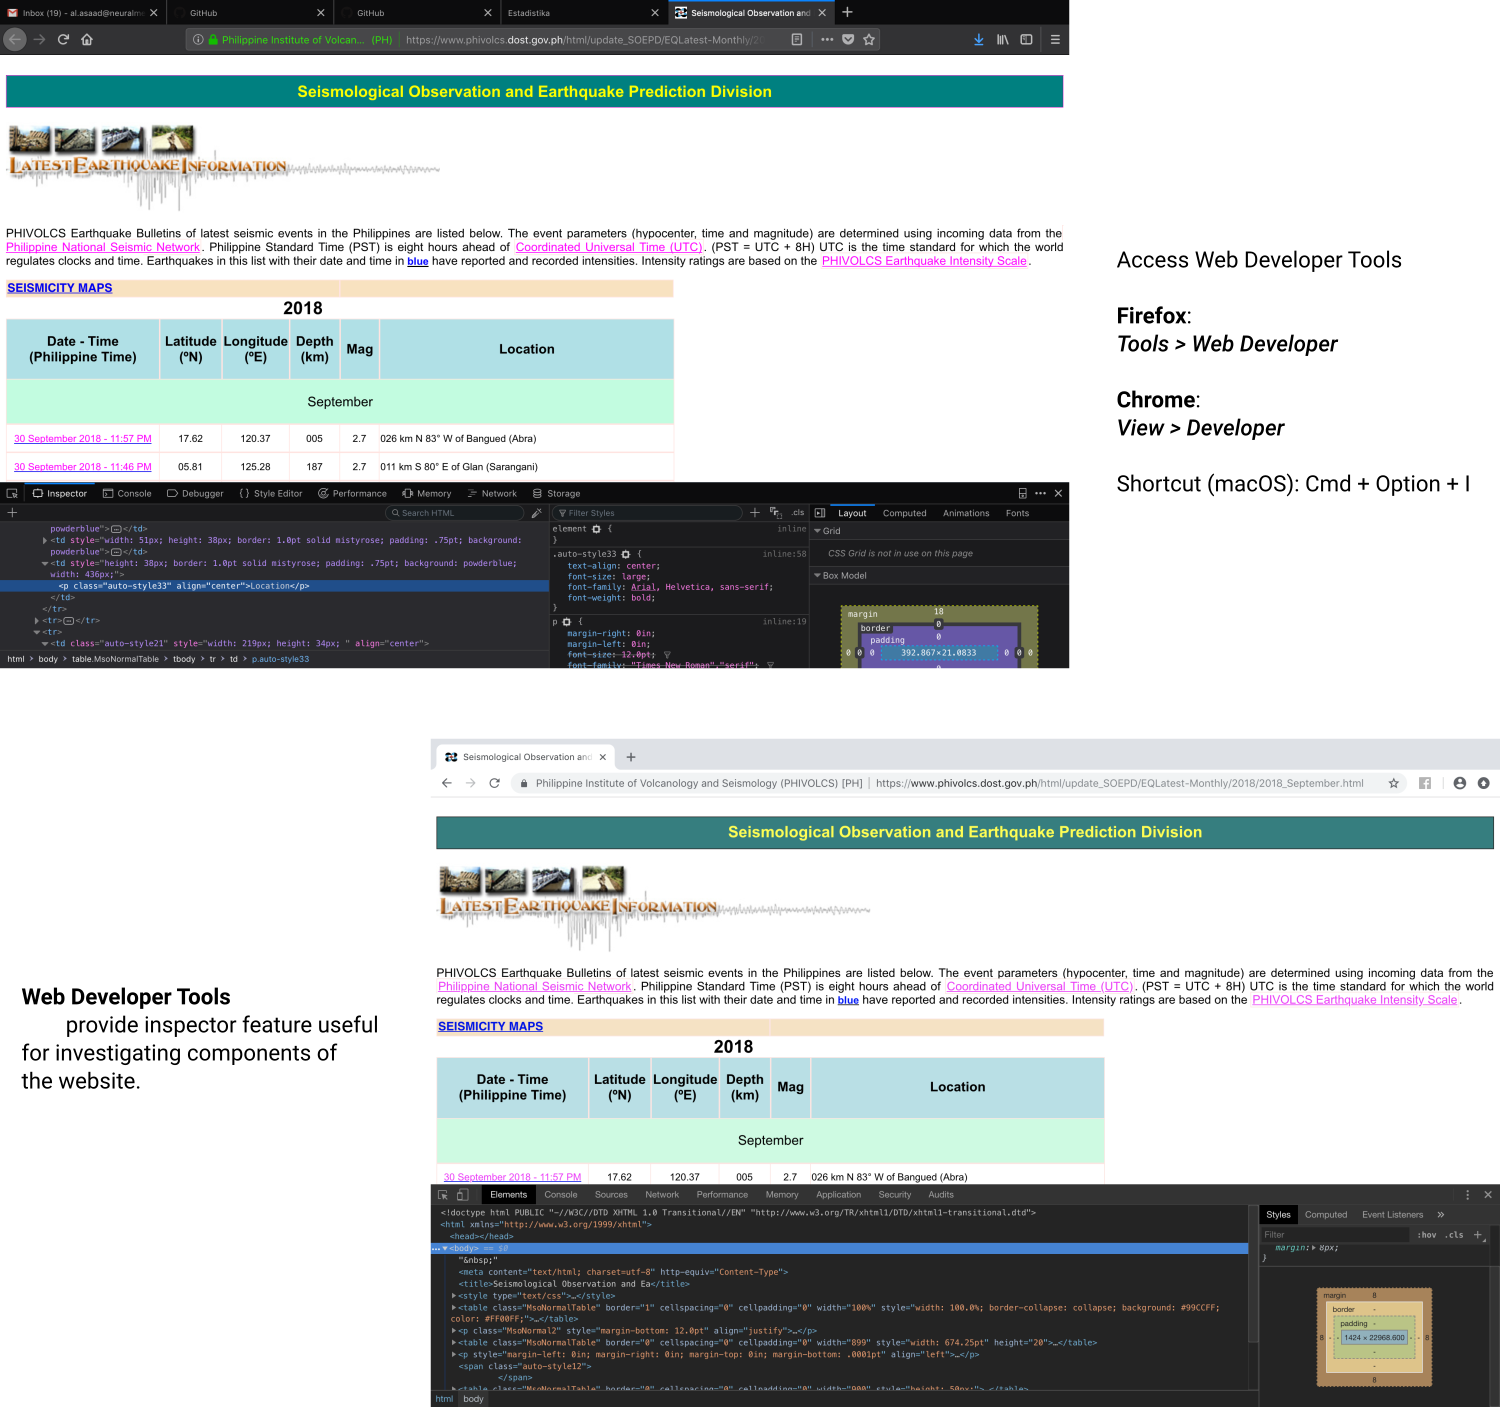 Inbox (19) - al.asaad@neuralme
GitHub
GitHub
Estadistika
Seismological Observation and
Philippine Institute of Volcan... (PH)
https://www.phivolcs.dost.gov.ph/html/update_SOEPD/EQLatest-Monthly/2
Seismological Observation and Earthquake Prediction Division
LATEST EARTHQUAKE INFORMATION
PHIVOLCS Earthquake Bulletins of latest seismic events in the Philippines are listed below. The event parameters (hypocenter, time and magnitude) are determined using incoming data from the
Philippine National Seismic Network. Philippine Standard Time (PST) is eight hours ahead of Coordinated Universal Time (UTC). (PST = UTC + 8H) UTC is the time standard for which the world
regulates clocks and time. Earthquakes in this list with their date and time in blue have reported and recorded intensities. Intensity ratings are based on the PHIVOLCS Earthquake Intensity Scale.
SEISMICITY MAPS
2018
Date - Time
(Philippine Time)
Latitude
(ºN)
Longitude
(ºE)
Depth
(km)
Mag
Location
September
30 September 2018 - 11:57 PM 17.62 120.37 005 2.7 026 km N 83° W of Bangued (Abra)
30 September 2018 - 11:46 PM 05.81 125.28 187 2.7 011 km S 80° E of Glan (Sarangani)
Inspector Console Debugger {} Style Editor Performance Memory Network Storage
Search HTML
powderblue">…</td>
<td style="width: 51px; height: 38px; border: 1.0pt solid mistyrose; padding: .75pt; background:
powderblue">…</td>
<td style="height: 38px; border: 1.0pt solid mistyrose; padding: .75pt; background: powderblue;
width: 436px;">
<p class="auto-style33" align="center">Location</p>
</td>
</tr>
<tr>…</tr>
<tr>
<td class="auto-style21" style="width: 219px; height: 34px; " align="center">
html > body > table.MsoNormalTable > tbody > tr > td > p.auto-style33
Filter Styles + .cls
element { inline
}
.auto-style33 { inline:58
text-align: center;
font-size: large;
font-family: Arial, Helvetica, sans-serif;
font-weight: bold;
}
p { inline:19
margin-right: 0in;
margin-left: 0in;
font-size: 12.0pt;
font-family: "Times New Roman","serif";
Layout Computed Animations Fonts
Grid
CSS Grid is not in use on this page
Box Model
margin 18
border 0
padding 0
0 0 0 392.867×21.0833 0 0 0
Access Web Developer Tools
Firefox:
Tools > Web Developer
Chrome:
View > Developer
Shortcut (macOS): Cmd + Option + I
Web Developer Tools
provide inspector feature useful
for investigating components of
the website.
Seismological Observation and
Philippine Institute of Volcanology and Seismology (PHIVOLCS) [PH] | https://www.phivolcs.dost.gov.ph/html/update_SOEPD/EQLatest-Monthly/2018/2018_September.html
Seismological Observation and Earthquake Prediction Division
LATEST EARTHQUAKE INFORMATION
PHIVOLCS Earthquake Bulletins of latest seismic events in the Philippines are listed below. The event parameters (hypocenter, time and magnitude) are determined using incoming data from the
Philippine National Seismic Network. Philippine Standard Time (PST) is eight hours ahead of Coordinated Universal Time (UTC). (PST = UTC + 8H) UTC is the time standard for which the world
regulates clocks and time. Earthquakes in this list with their date and time in blue have reported and recorded intensities. Intensity ratings are based on the PHIVOLCS Earthquake Intensity Scale.
SEISMICITY MAPS
2018
Date - Time
(Philippine Time)
Latitude
(ºN)
Longitude
(ºE)
Depth
(km)
Mag
Location
September
30 September 2018 - 11:57 PM 17.62 120.37 005 2.7 026 km N 83° W of Bangued (Abra)
Elements Console Sources Network Performance Memory Application Security Audits
<!doctype html PUBLIC "-//W3C//DTD XHTML 1.0 Transitional//EN" "http://www.w3.org/TR/xhtml1/DTD/xhtml1-transitional.dtd">
<html xmlns="http://www.w3.org/1999/xhtml">
<head></head>
…<body> == $0
"&nbsp;"
<meta content="text/html; charset=utf-8" http-equiv="Content-Type">
<title>Seismological Observation and Ea</title>
<style type="text/css">…</style>
<table class="MsoNormalTable" border="1" cellspacing="0" cellpadding="0" width="100%" style="width: 100.0%; border-collapse: collapse; background: #99CCFF;
color: #FF00FF;">…</table>
<p class="MsoNormal2" style="margin-bottom: 12.0pt" align="justify">…</p>
<table class="MsoNormalTable" border="0" cellspacing="0" cellpadding="0" width="899" style="width: 674.25pt" height="20">…</table>
<p style="margin-left: 0in; margin-right: 0in; margin-top: 0in; margin-bottom: .0001pt" align="left">…</p>
<span class="auto-style12">
</span>
<table class="MsoNormalTable" border="0" cellspacing="0" cellpadding="0" width="900" style="height: 50px;">…</table>
html body
Styles Computed Event Listeners »
Filter :hov .cls +
margin: 8px;
}
margin 8
border -
padding -
8 - - 1424 × 22968.600 - - 8
-
-
8